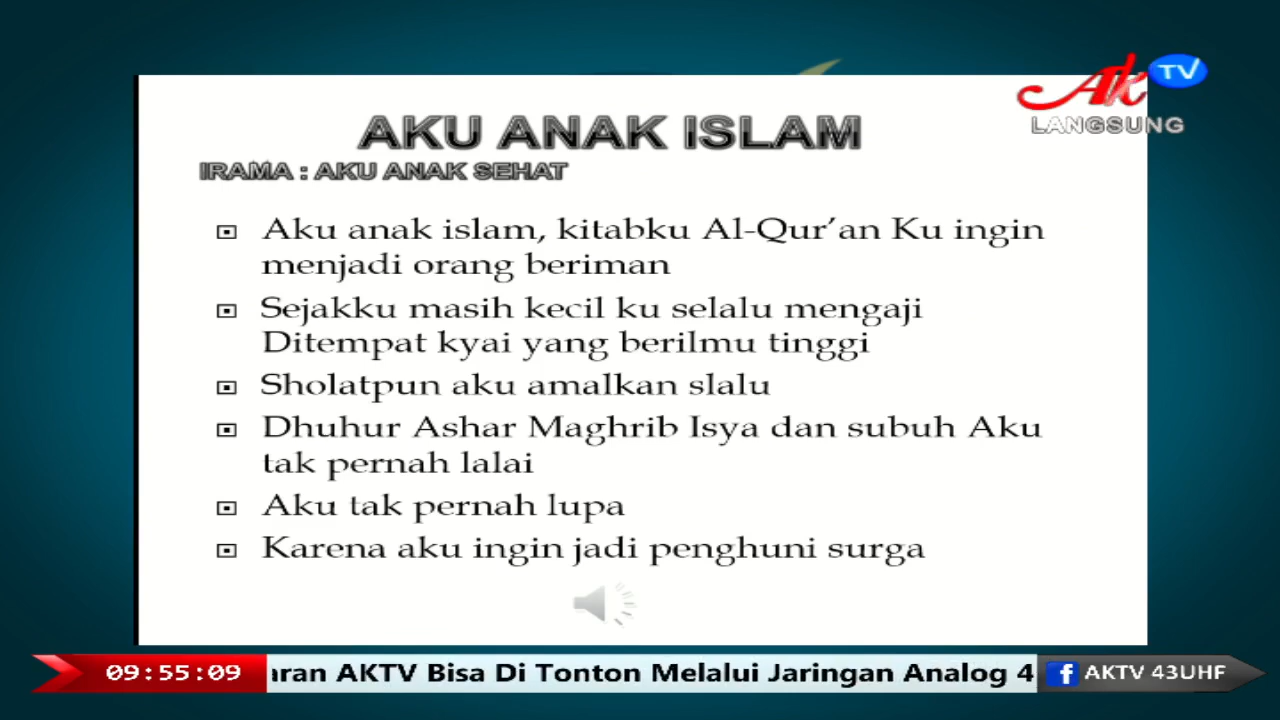 AK TV
LANGSUNG
AKU ANAK ISLAM
IRAMA : AKU ANAK SEHAT
Aku anak islam, kitabku Al-Qur’an Ku ingin
menjadi orang beriman
Sejakku masih kecil ku selalu mengaji
Ditempat kyai yang berilmu tinggi
Sholatpun aku amalkan slalu
Dhuhur Ashar Maghrib Isya dan subuh Aku
tak pernah lalai
Aku tak pernah lupa
Karena aku ingin jadi penghuni surga
09:55:09
aran AKTV Bisa Di Tonton Melalui Jaringan Analog 4
f AKTV 43UHF